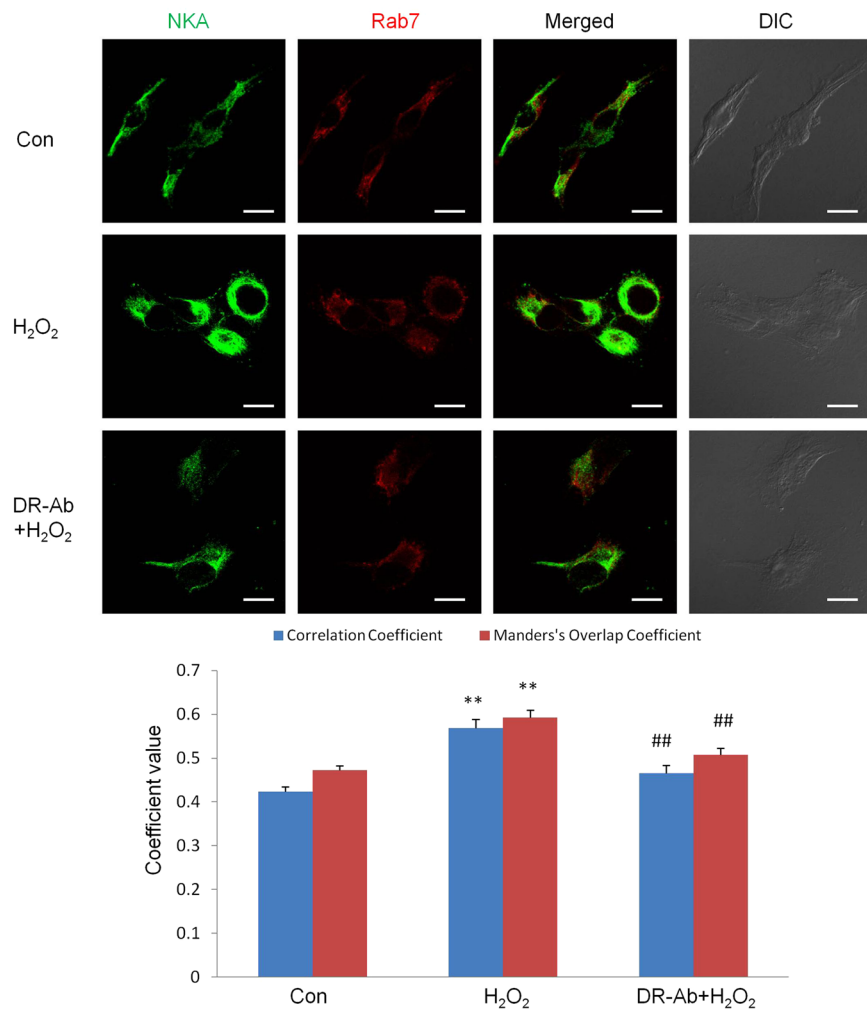 NKA Rab7 Merged DIC
Con
H₂O₂
DR-Ab
+H₂O₂
Correlation Coefficient Manders's Overlap Coefficient
0.7
0.6
0.5
0.4
0.3
0.2
0.1
0
Coefficient value
** **
## ##
Con H₂O₂ DR-Ab+H₂O₂